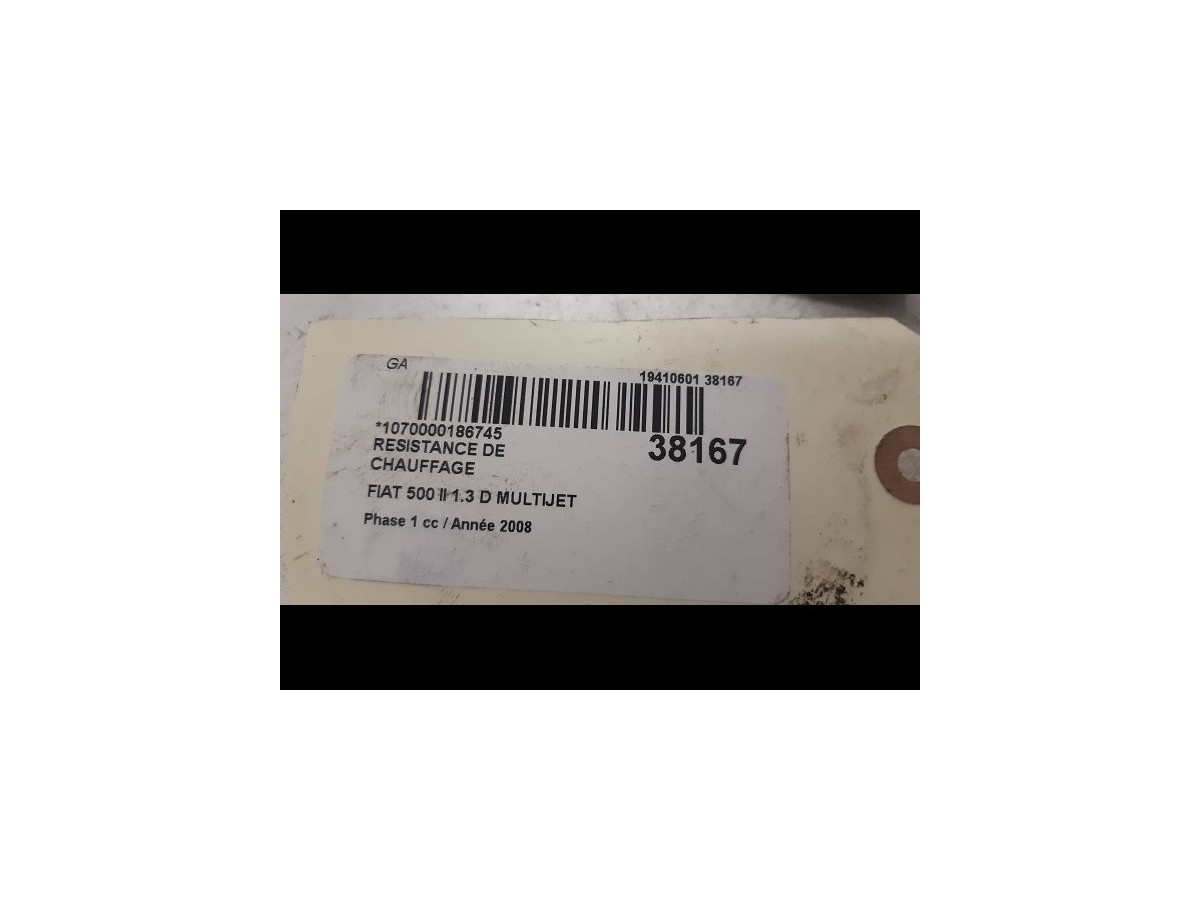 GA
19410601 38167
*1070000186745
38167
RESISTANCE DE
CHAUFFAGE
FIAT 500 II 1.3 D MULTIJET
Phase 1 cc / Année 2008